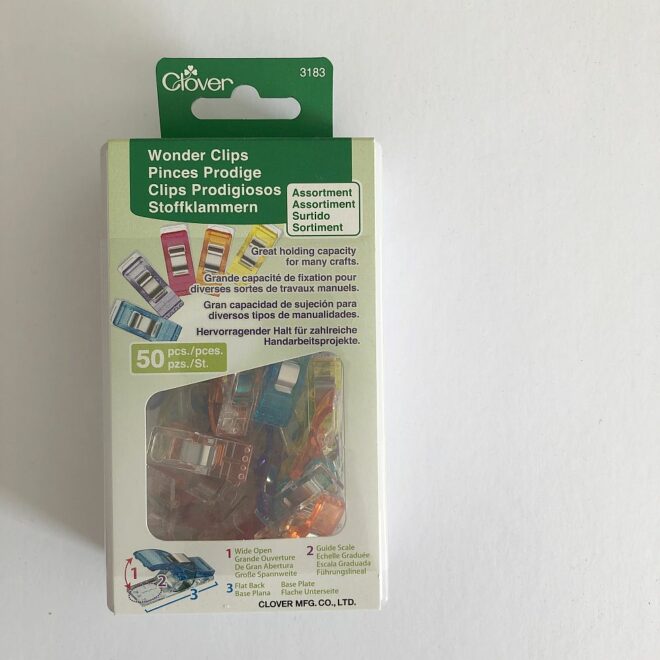 Clover
3183
Wonder Clips
Pinces Prodige
Clips Prodigiosos
Stoffklammern
Assortment
Assortiment
Surtido
Sortiment
Great holding capacity
for many crafts.
Grande capacité de fixation pour
diverses sortes de travaux manuels.
Gran capacidad de sujeción para
diversos tipos de manualidades.
Hervorragender Halt für zahlreiche
Handarbeitsprojekte.
50 pcs./pces.
pzs./St.
1 Wide Open
Grande Ouverture
De Gran Abertura
Große Spannweite
2 Guide Scale
Echelle Graduée
Escala Graduada
Führungslineal
3 Flat Back Base Plate
Base Plana Flache Unterseite
1
2
3
CLOVER MFG. CO., LTD.